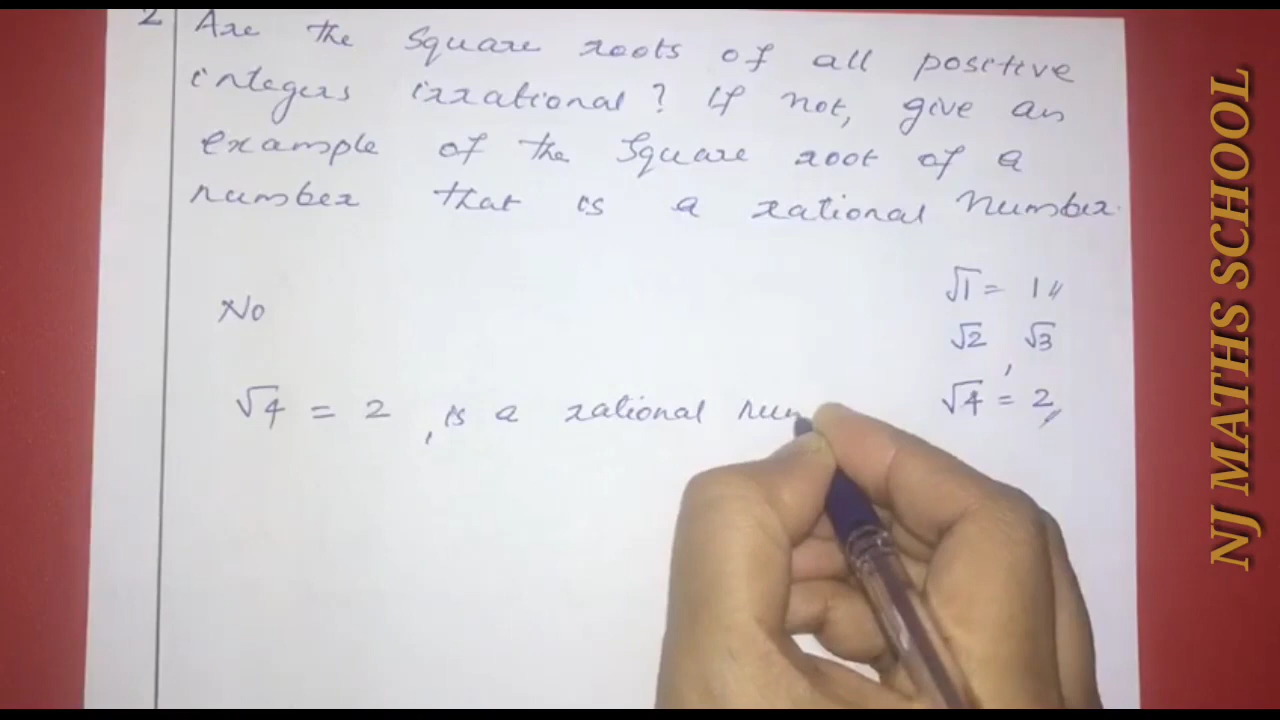 2 Are the Square roots of all positive
integers irrational? If not, give an
example of the Square root of a
number that is a rational number.
No
√4 = 2, is a rational num
√1 = 1
√2, √3
√4 = 2
NJ MATHS SCHOOL